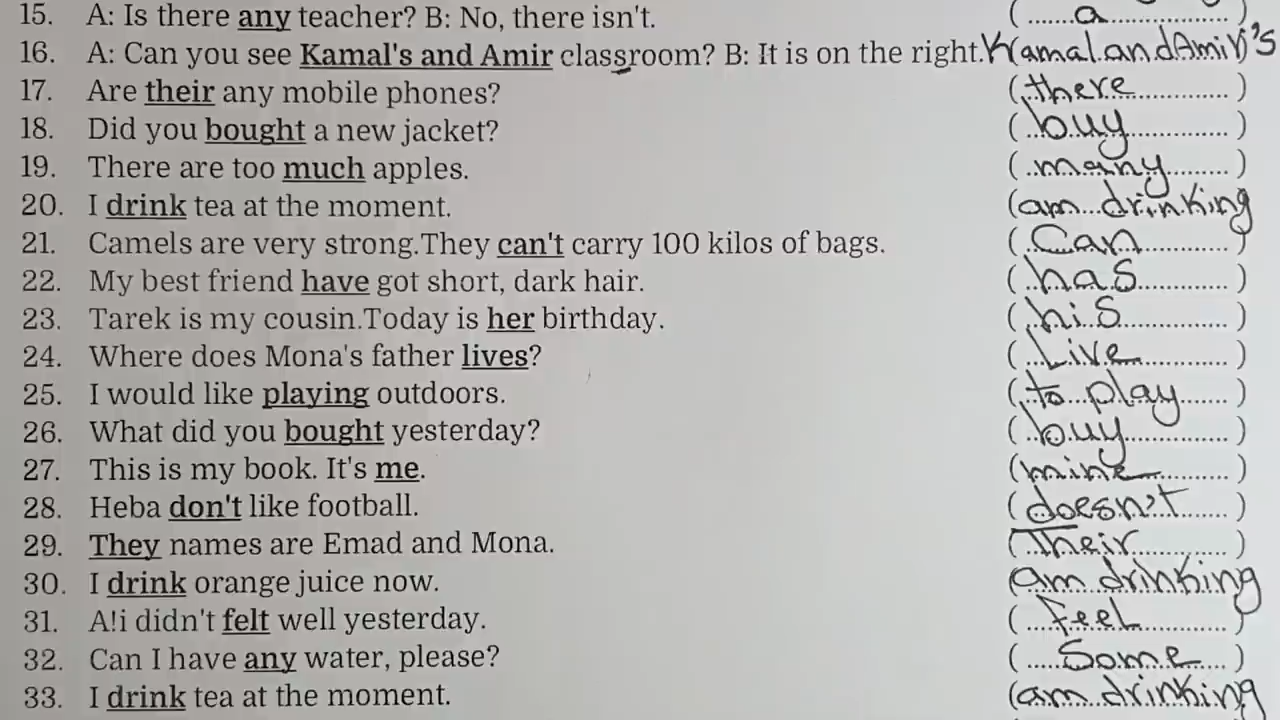 15. A: Is there any teacher? B: No, there isn't. (......a..................)
16. A: Can you see Kamal's and Amir classroom? B: It is on the right. Kamal and Amir's
17. Are their any mobile phones? (.there..............)
18. Did you bought a new jacket? (.buy..............)
19. There are too much apples. (.many........)
20. I drink tea at the moment. (am...drinking
21. Camels are very strong.They can't carry 100 kilos of bags. (.Can............)
22. My best friend have got short, dark hair. (.has.............)
23. Tarek is my cousin.Today is her birthday. (.his..............)
24. Where does Mona's father lives? (..Live.............)
25. I would like playing outdoors. (.to...play........)
26. What did you bought yesterday? (.buy..............)
27. This is my book. It's me. (mine..........)
28. Heba don't like football. (doesn't.......)
29. They names are Emad and Mona. (Their............)
30. I drink orange juice now. am drinking
31. A!i didn't felt well yesterday. (...Feel............)
32. Can I have any water, please? (.....Some....)
33. I drink tea at the moment. (am.drinking